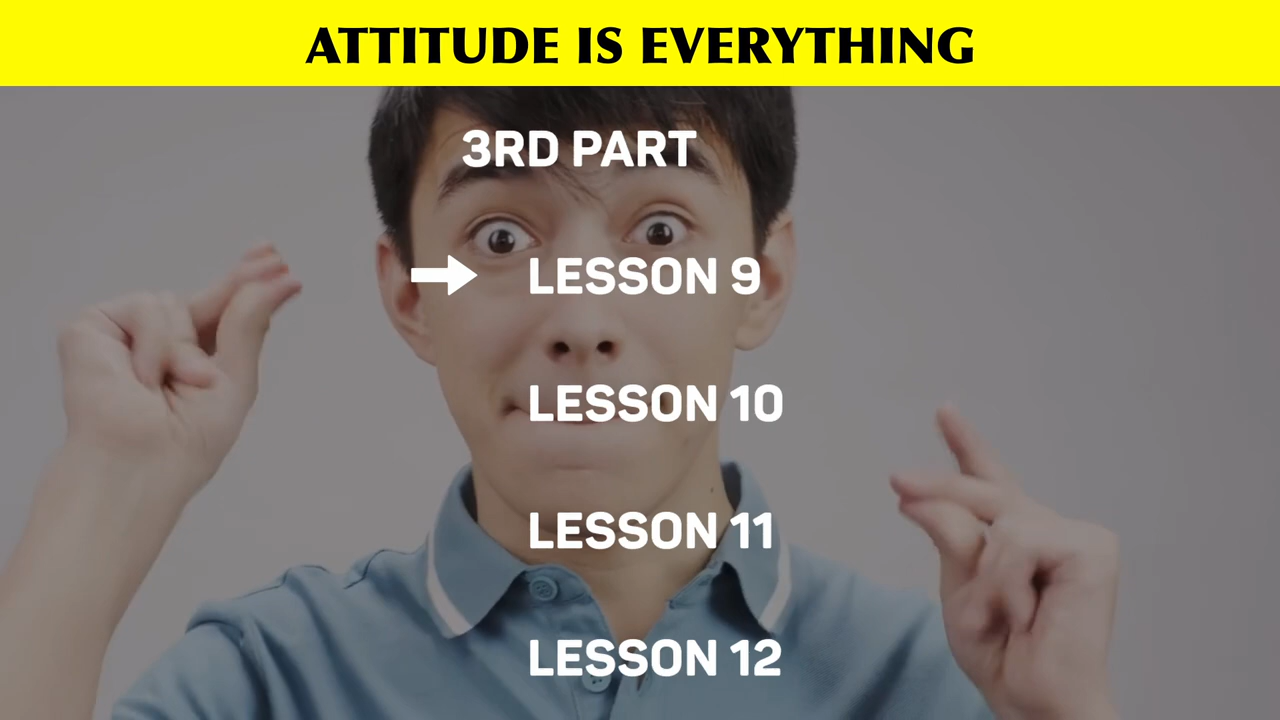 ATTITUDE IS EVERYTHING
3RD PART
LESSON 9
LESSON 10
LESSON 11
LESSON 12